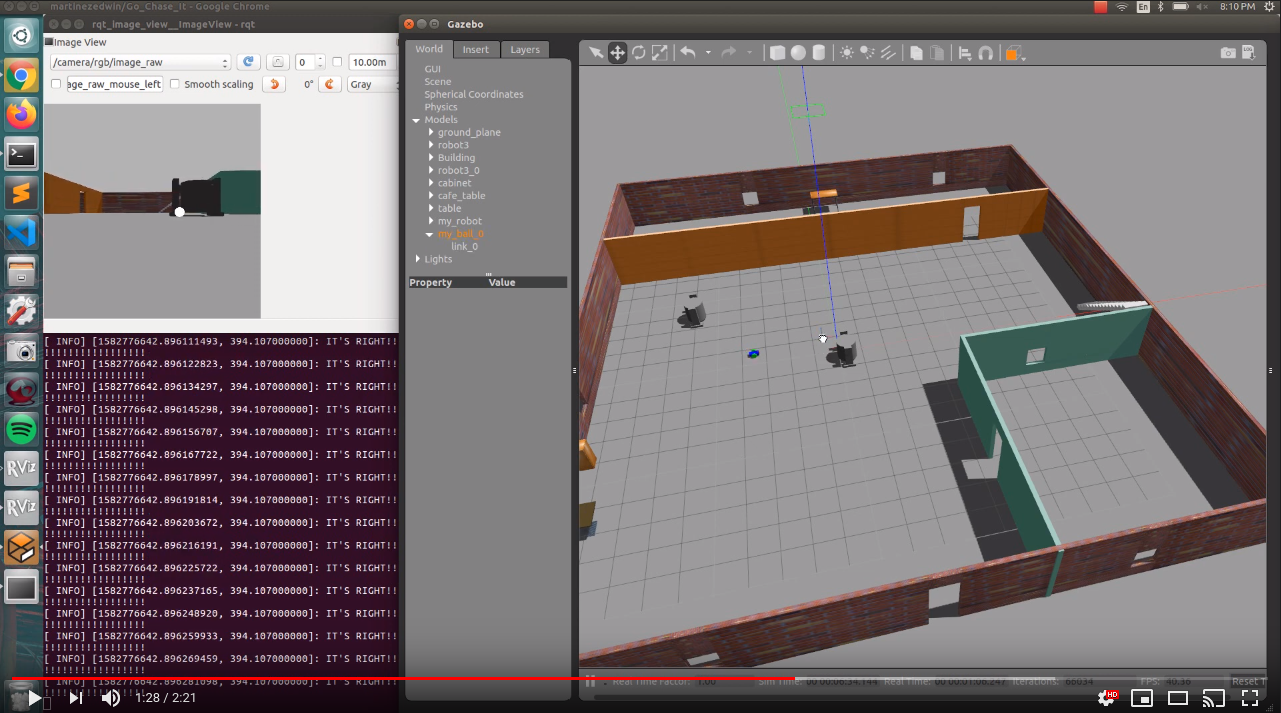 martinezedwin/Go_Chase_It - Google Chrome
En
8:10 PM
rqt_image_view__ImageView - rqt
Gazebo
Image View
World
Insert
Layers
/camera/rgb/image_raw
0
10.00m
age_raw_mouse_left
Smooth scaling
0°
Gray
GUI
Scene
Spherical Coordinates
Physics
Models
ground_plane
robot3
Building
robot3_0
cabinet
cafe_table
table
my_robot
my_ball_0
link_0
Lights
Property
Value
[ INFO] [1582776642.896111493, 394.107000000]: IT'S RIGHT!!
!!!!!!!!!!!!!!!!!
[ INFO] [1582776642.896122823, 394.107000000]: IT'S RIGHT!!
!!!!!!!!!!!!!!!!!
[ INFO] [1582776642.896134297, 394.107000000]: IT'S RIGHT!!
!!!!!!!!!!!!!!!!!
[ INFO] [1582776642.896145298, 394.107000000]: IT'S RIGHT!!
!!!!!!!!!!!!!!!!!
[ INFO] [1582776642.896156707, 394.107000000]: IT'S RIGHT!!
!!!!!!!!!!!!!!!!!
[ INFO] [1582776642.896167722, 394.107000000]: IT'S RIGHT!!
!!!!!!!!!!!!!!!!!
[ INFO] [1582776642.896178997, 394.107000000]: IT'S RIGHT!!
!!!!!!!!!!!!!!!!!
[ INFO] [1582776642.896191814, 394.107000000]: IT'S RIGHT!!
!!!!!!!!!!!!!!!!!
[ INFO] [1582776642.896203672, 394.107000000]: IT'S RIGHT!!
!!!!!!!!!!!!!!!!!
[ INFO] [1582776642.896216191, 394.107000000]: IT'S RIGHT!!
!!!!!!!!!!!!!!!!!
[ INFO] [1582776642.896225722, 394.107000000]: IT'S RIGHT!!
!!!!!!!!!!!!!!!!!
[ INFO] [1582776642.896237165, 394.107000000]: IT'S RIGHT!!
!!!!!!!!!!!!!!!!!
[ INFO] [1582776642.896248920, 394.107000000]: IT'S RIGHT!!
!!!!!!!!!!!!!!!!!
[ INFO] [1582776642.896259933, 394.107000000]: IT'S RIGHT!!
!!!!!!!!!!!!!!!!!
[ INFO] [1582776642.896269459, 394.107000000]: IT'S RIGHT!!
!!!!!!!!!!!!!!!!!
[ INFO] [1582776642.896281098, 394.107000000]: IT'S RIGHT!!
RViz
RViz
Real Time Factor: 1.00 Sim Time: 00 00:06:34.144 Real Time: 00 00:01:06.247 Iterations: 66034 FPS: 40.36 Reset T
1:28 / 2:21
HD